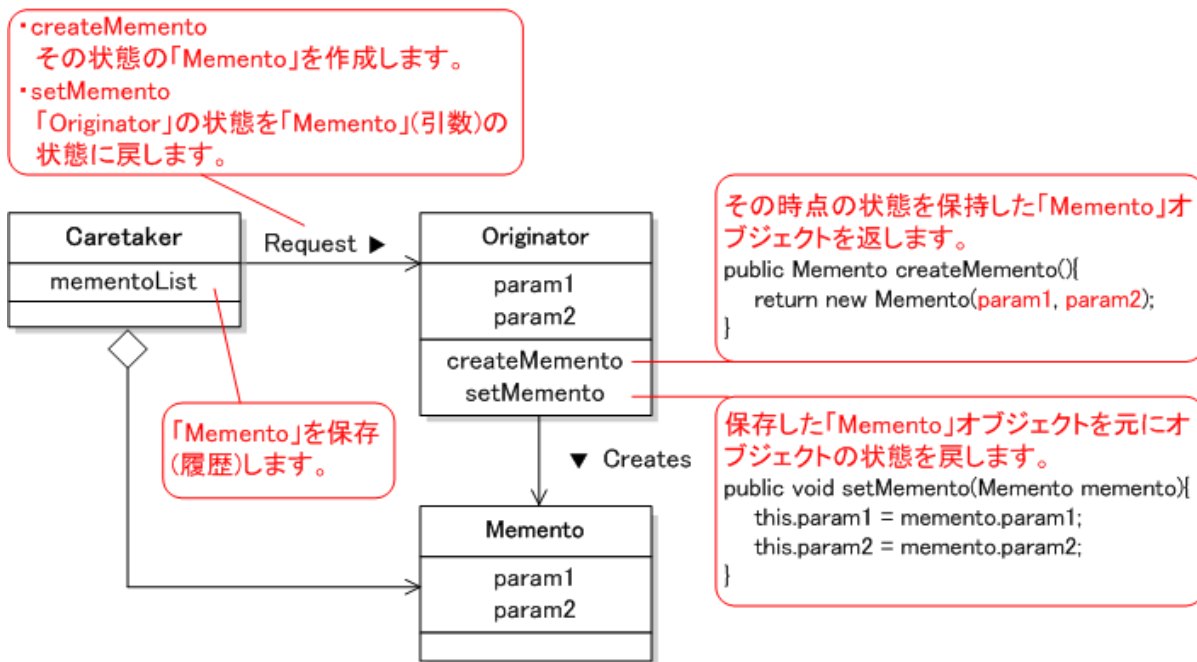 ・createMemento
その状態の「Memento」を作成します。
・setMemento
「Originator」の状態を「Memento」(引数)の
状態に戻します。
Caretaker
mementoList
Request ▶
Originator
param1
param2
createMemento
setMemento
その時点の状態を保持した「Memento」オ
ブジェクトを返します。
public Memento createMemento(){
return new Memento(param1, param2);
}
「Memento」を保存
(履歴)します。
▼ Creates
保存した「Memento」オブジェクトを元にオ
ブジェクトの状態を戻します。
public void setMemento(Memento memento){
this.param1 = memento.param1;
this.param2 = memento.param2;
}
Memento
param1
param2